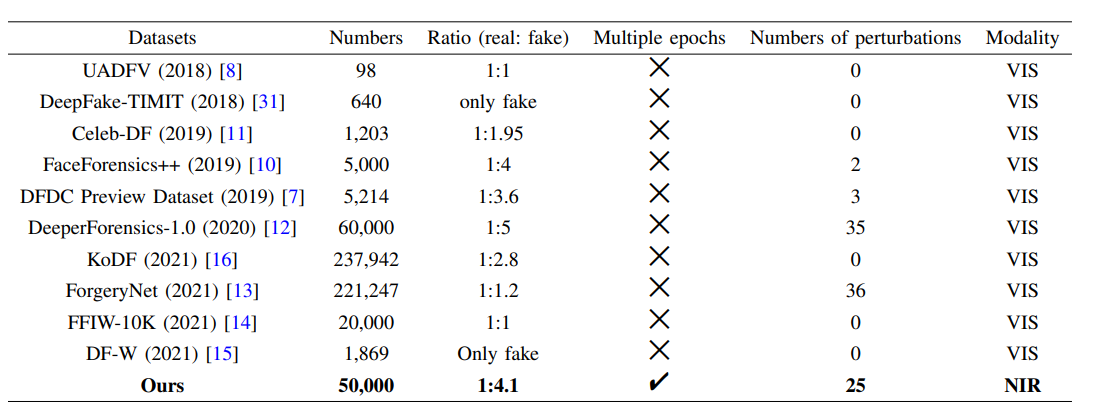 Datasets Numbers Ratio (real: fake) Multiple epochs Numbers of perturbations Modality
UADFV (2018) [8] 98 1:1 ✕ 0 VIS
DeepFake-TIMIT (2018) [31] 640 only fake ✕ 0 VIS
Celeb-DF (2019) [11] 1,203 1:1.95 ✕ 0 VIS
FaceForensics++ (2019) [10] 5,000 1:4 ✕ 2 VIS
DFDC Preview Dataset (2019) [7] 5,214 1:3.6 ✕ 3 VIS
DeeperForensics-1.0 (2020) [12] 60,000 1:5 ✕ 35 VIS
KoDF (2021) [16] 237,942 1:2.8 ✕ 0 VIS
ForgeryNet (2021) [13] 221,247 1:1.2 ✕ 36 VIS
FFIW-10K (2021) [14] 20,000 1:1 ✕ 0 VIS
DF-W (2021) [15] 1,869 Only fake ✕ 0 VIS
Ours 50,000 1:4.1 ✔ 25 NIR